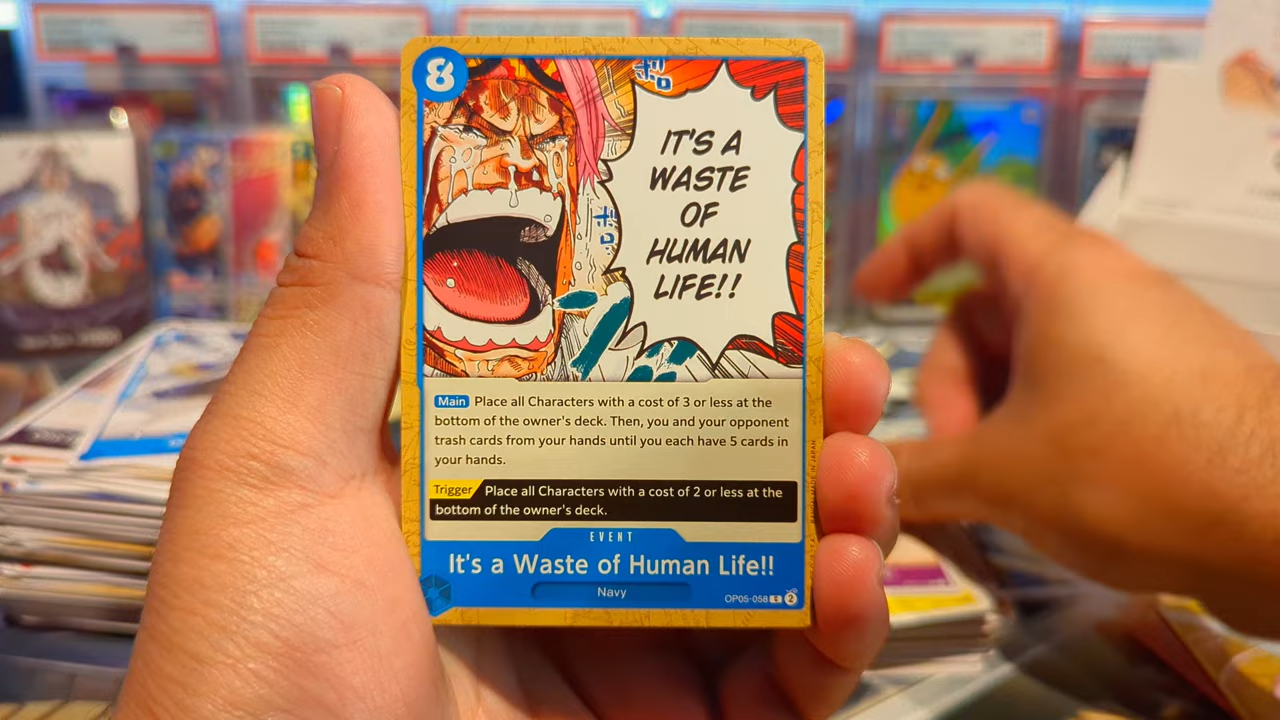 8
IT'S A
WASTE
OF
HUMAN
LIFE!!
Main Place all Characters with a cost of 3 or less at the
bottom of the owner's deck. Then, you and your opponent
trash cards from your hands until you each have 5 cards in
your hands.
Trigger Place all Characters with a cost of 2 or less at the
bottom of the owner's deck.
EVENT
It's a Waste of Human Life!!
Navy
OP05-058 C 2